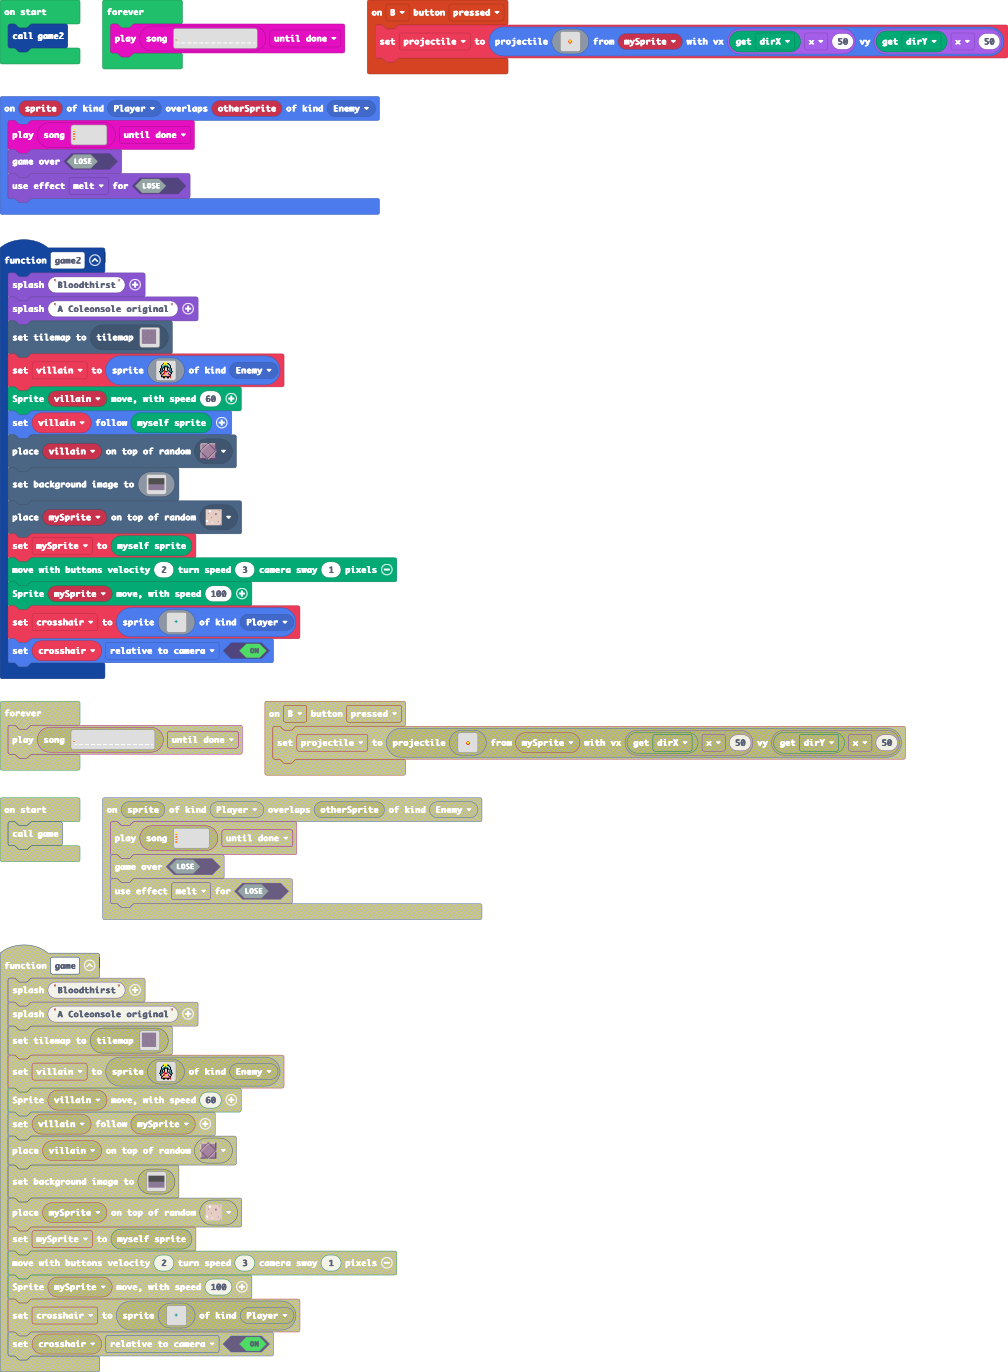 on start
call game2
forever
play song until done
on B button pressed
set projectile to projectile from mySprite with vx get dirX x 50 vy get dirY x 50
on sprite of kind Player overlaps otherSprite of kind Enemy
play song until done
game over LOSE
use effect melt for LOSE
function game2
splash "Bloodthirst"
splash "A Coleonsole original"
set tilemap to tilemap
set villain to sprite of kind Enemy
Sprite villain move, with speed 60
set villain follow myself sprite
place villain on top of random
set background image to
place mySprite on top of random
set mySprite to myself sprite
move with buttons velocity 2 turn speed 3 camera sway 1 pixels
Sprite mySprite move, with speed 100
set crosshair to sprite of kind Player
set crosshair relative to camera ON
forever
play song until done
on B button pressed
set projectile to projectile from mySprite with vx get dirX x 50 vy get dirY x 50
on start
call game
on sprite of kind Player overlaps otherSprite of kind Enemy
play song until done
game over LOSE
use effect melt for LOSE
function game
splash "Bloodthirst"
splash "A Coleonsole original"
set tilemap to tilemap
set villain to sprite of kind Enemy
Sprite villain move, with speed 60
set villain follow mySprite
place villain on top of random
set background image to
place mySprite on top of random
set mySprite to myself sprite
move with buttons velocity 2 turn speed 3 camera sway 1 pixels
Sprite mySprite move, with speed 100
set crosshair to sprite of kind Player
set crosshair relative to camera ON